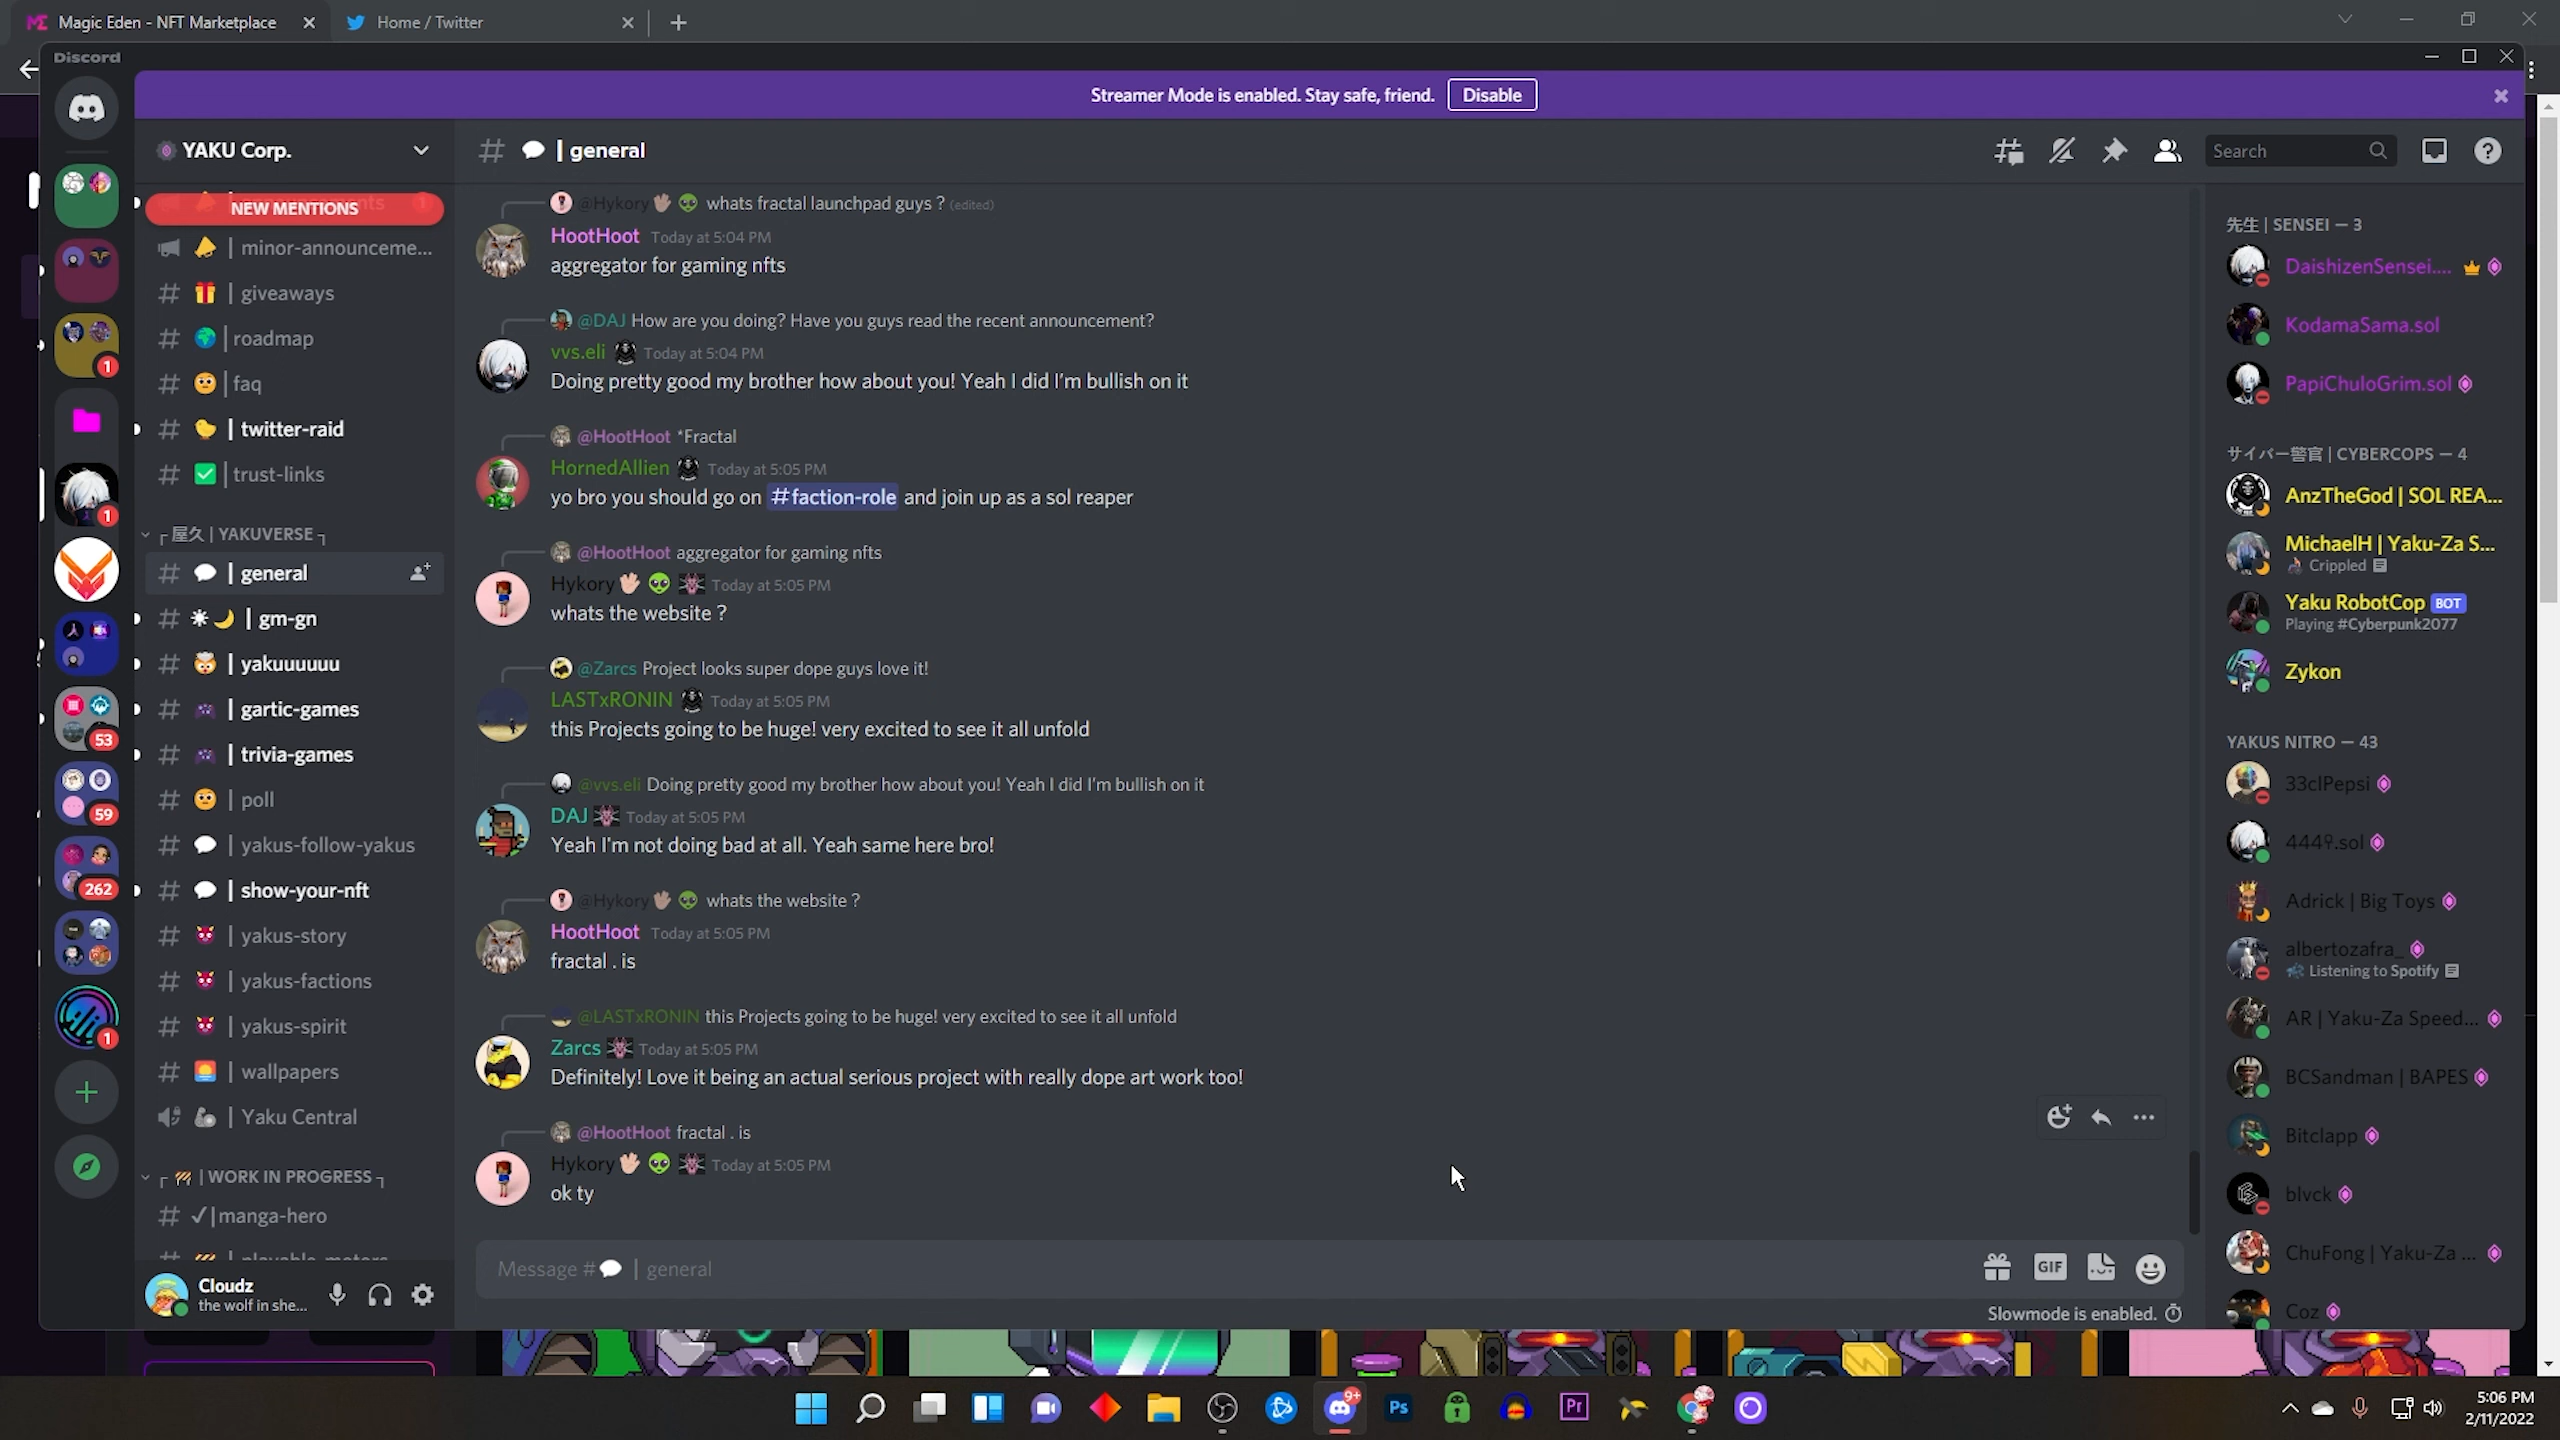 Magic Eden - NFT Marketplace
Home / Twitter
Discord
Streamer Mode is enabled. Stay safe, friend.
Disable
YAKU Corp.
| general
Search
NEW MENTIONS
1
| minor-announceme...
| giveaways
| roadmap
| faq
| twitter-raid
| trust-links
┌ 屋久 | YAKUVERSE ┐
| general
| gm-gn
| yakuuuuuu
| gartic-games
| trivia-games
| poll
| yakus-follow-yakus
| show-your-nft
| yakus-story
| yakus-factions
| yakus-spirit
| wallpapers
| Yaku Central
┌ | WORK IN PROGRESS ┐
✓|manga-hero
Cloudz
the wolf in she...
1
1
53
59
262
1
@Hykory whats fractal launchpad guys ? (edited)
HootHoot Today at 5:04 PM
aggregator for gaming nfts
@DAJ How are you doing? Have you guys read the recent announcement?
vvs.eli Today at 5:04 PM
Doing pretty good my brother how about you! Yeah I did I'm bullish on it
@HootHoot *Fractal
HornedAllien Today at 5:05 PM
yo bro you should go on #faction-role and join up as a sol reaper
@HootHoot aggregator for gaming nfts
Hykory Today at 5:05 PM
whats the website ?
@Zarcs Project looks super dope guys love it!
LASTxRONIN Today at 5:05 PM
this Projects going to be huge! very excited to see it all unfold
@vvs.eli Doing pretty good my brother how about you! Yeah I did I'm bullish on it
DAJ Today at 5:05 PM
Yeah I'm not doing bad at all. Yeah same here bro!
@Hykory whats the website ?
HootHoot Today at 5:05 PM
fractal . is
@LASTxRONIN this Projects going to be huge! very excited to see it all unfold
Zarcs Today at 5:05 PM
Definitely! Love it being an actual serious project with really dope art work too!
@HootHoot fractal . is
Hykory Today at 5:05 PM
ok ty
Message # | general
GIF
Slowmode is enabled.
先生 | SENSEI — 3
DaishizenSensei....
KodamaSama.sol
PapiChuloGrim.sol
サイバー警官 | CYBERCOPS — 4
AnzTheGod | SOL REA...
MichaelH | Yaku-Za S...
Crippled
Yaku RobotCop BOT
Playing #Cyberpunk2077
Zykon
YAKUS NITRO — 43
33clPepsi
444♀.sol
Adrick | Big Toys
albertozafra_
Listening to Spotify
AR | Yaku-Za Speed...
BCSandman | BAPES
Bitclapp
blvck
ChuFong | Yaku-Za ...
Coz
9+
Ps
Pr
5:06 PM
2/11/2022